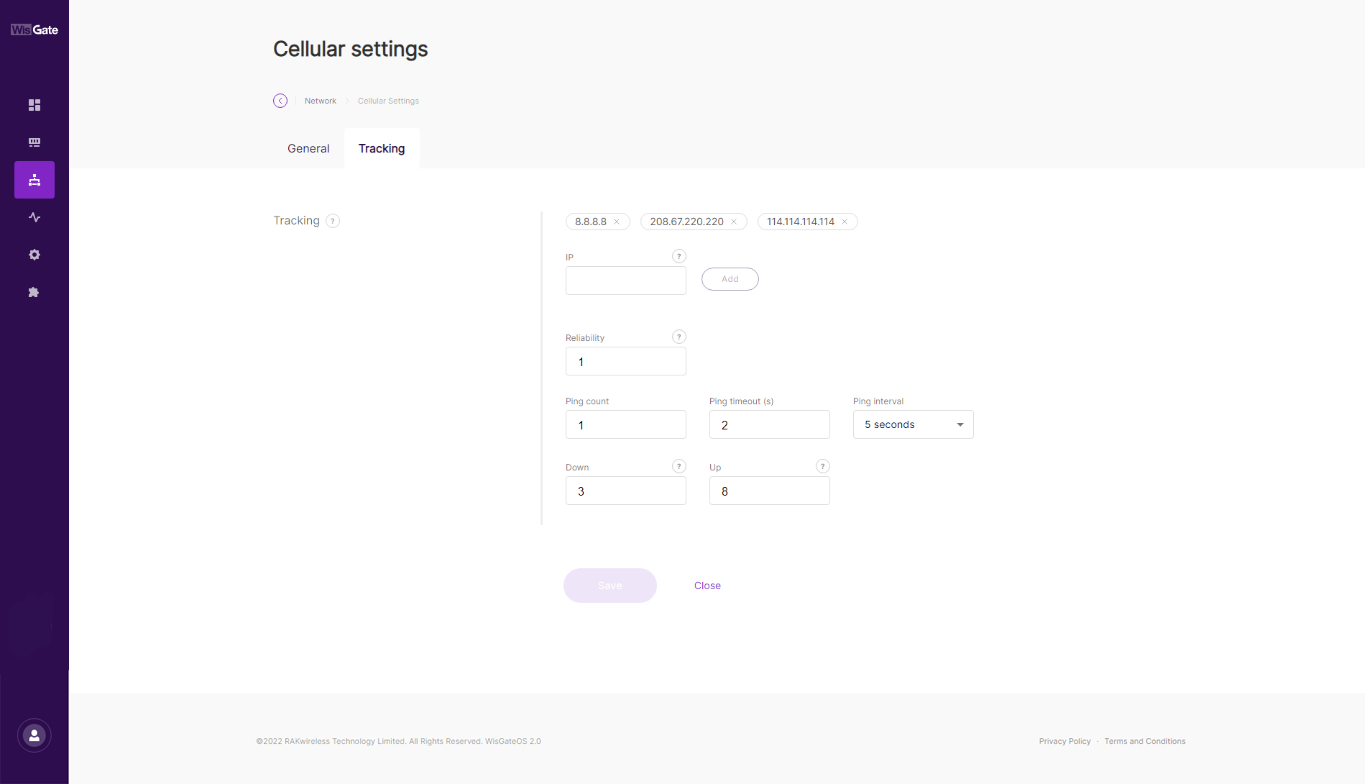 WisGate
Cellular settings
Network
Cellular Settings
General
Tracking
Tracking ?
8.8.8.8 ×
208.67.220.220 ×
114.114.114.114 ×
IP ?
Add
Reliability ?
1
Ping count
Ping timeout (s)
Ping interval
1
2
5 seconds
Down ?
Up ?
3
8
Save
Close
©2022 RAKwireless Technology Limited. All Rights Reserved. WisGateOS 2.0
Privacy Policy - Terms and Conditions